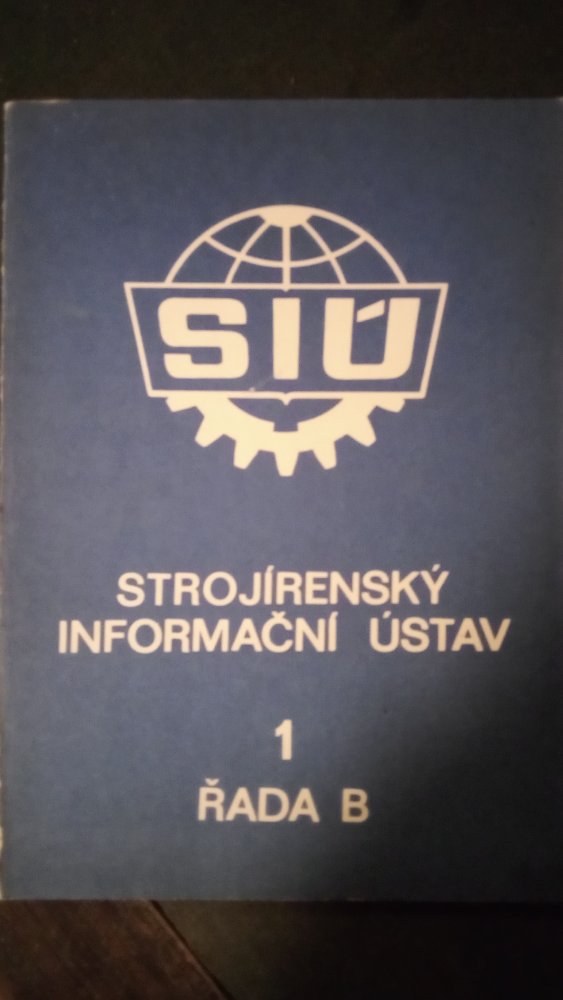 SIÚ
STROJÍRENSKÝ
INFORMAČNÍ ÚSTAV
1
ŘADA B